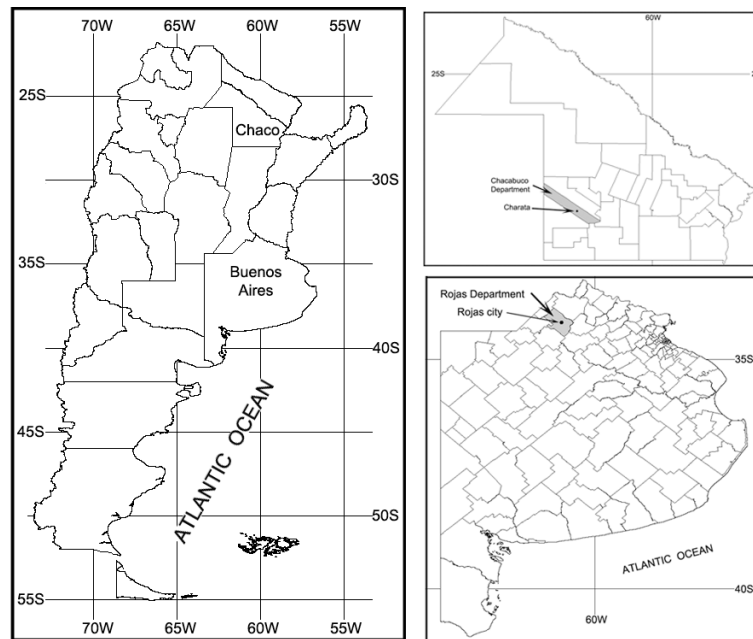 70W 65W 60W 55W
25S
Chaco
30S
35S
Buenos
Aires
40S
45S
ATLANTIC OCEAN
50S
55S
70W 65W 60W 55W
60W
25S
Chacabuco
Department
Charata
Rojas Department
Rojas city
35S
ATLANTIC OCEAN
40S
60W